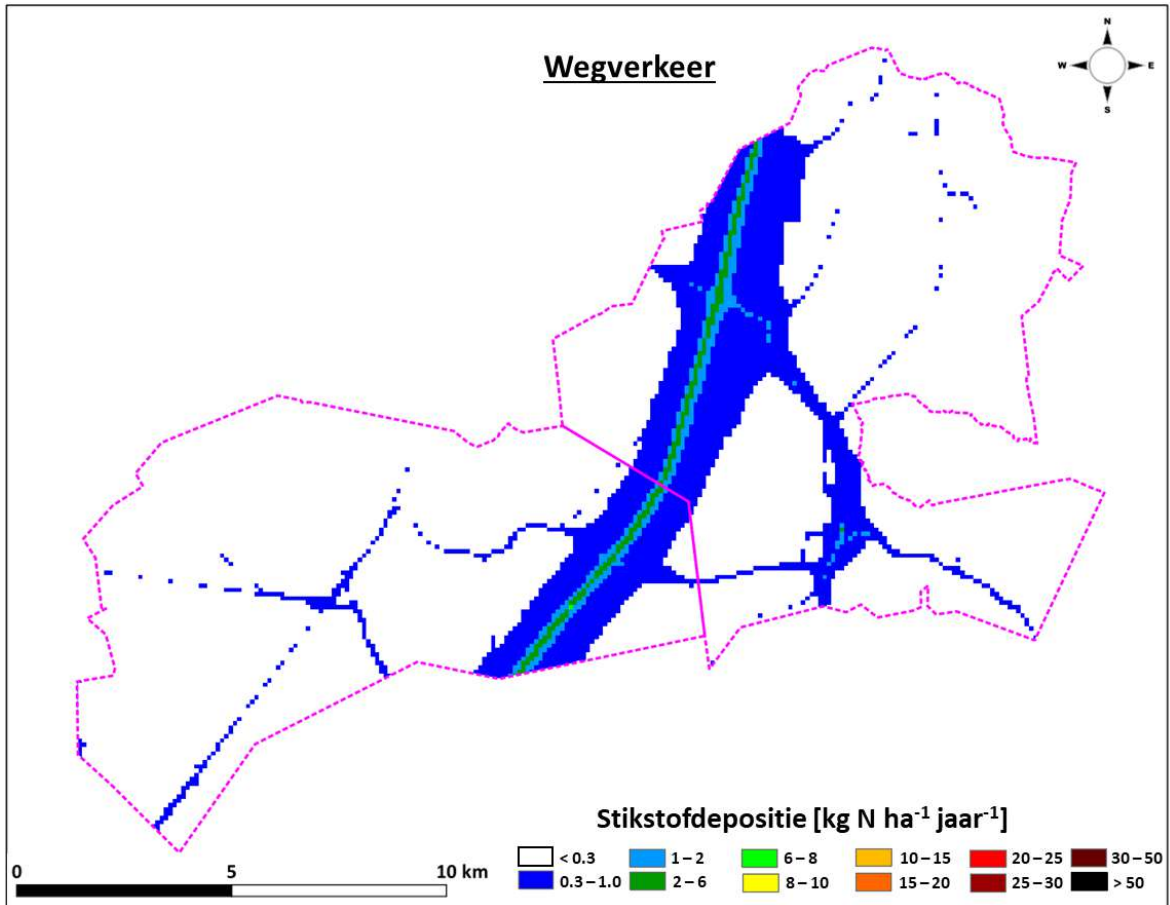 N
Wegverkeer
W E
S
Stikstofdepositie [kg N ha⁻¹ jaar⁻¹]
< 0.3 1 – 2 6 – 8 10 – 15 20 – 25 30 – 50
0.3 – 1.0 2 – 6 8 – 10 15 – 20 25 – 30 > 50
0 5 10 km